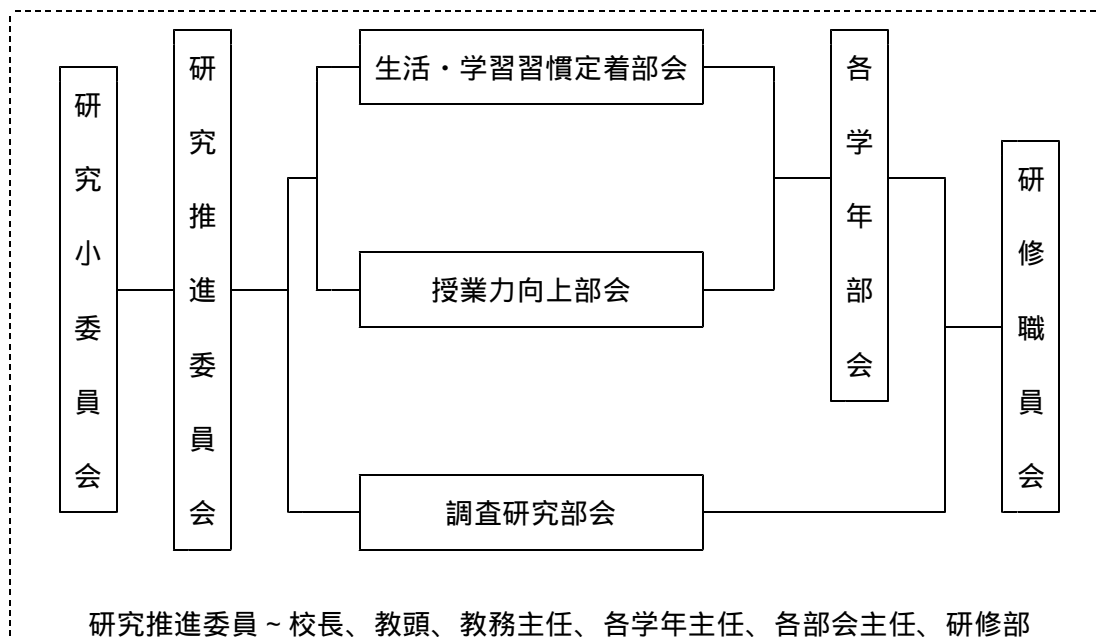 研究小委員会
研究推進委員会
生活・学習習慣定着部会
授業力向上部会
調査研究部会
各学年部会
研修職員会
研究推進委員～校長、教頭、教務主任、各学年主任、各部会主任、研修部